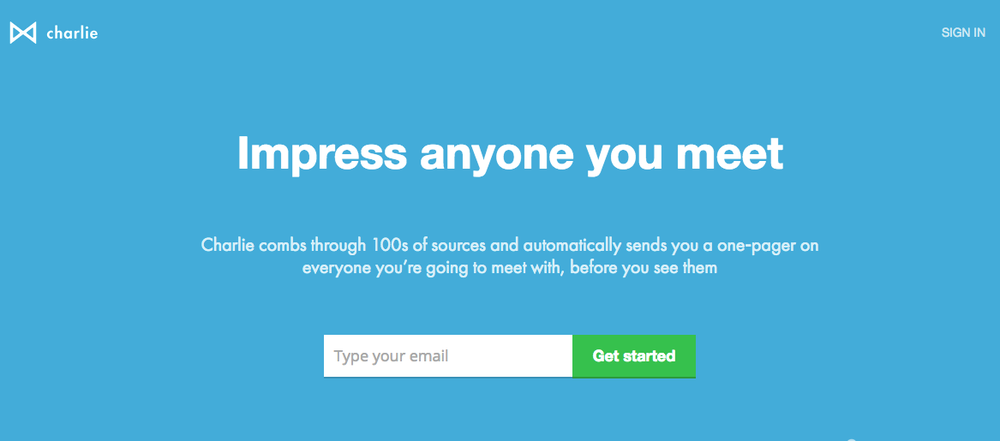 charlie
SIGN IN
Impress anyone you meet
Charlie combs through 100s of sources and automatically sends you a one-pager on
everyone you’re going to meet with, before you see them
Type your email
Get started